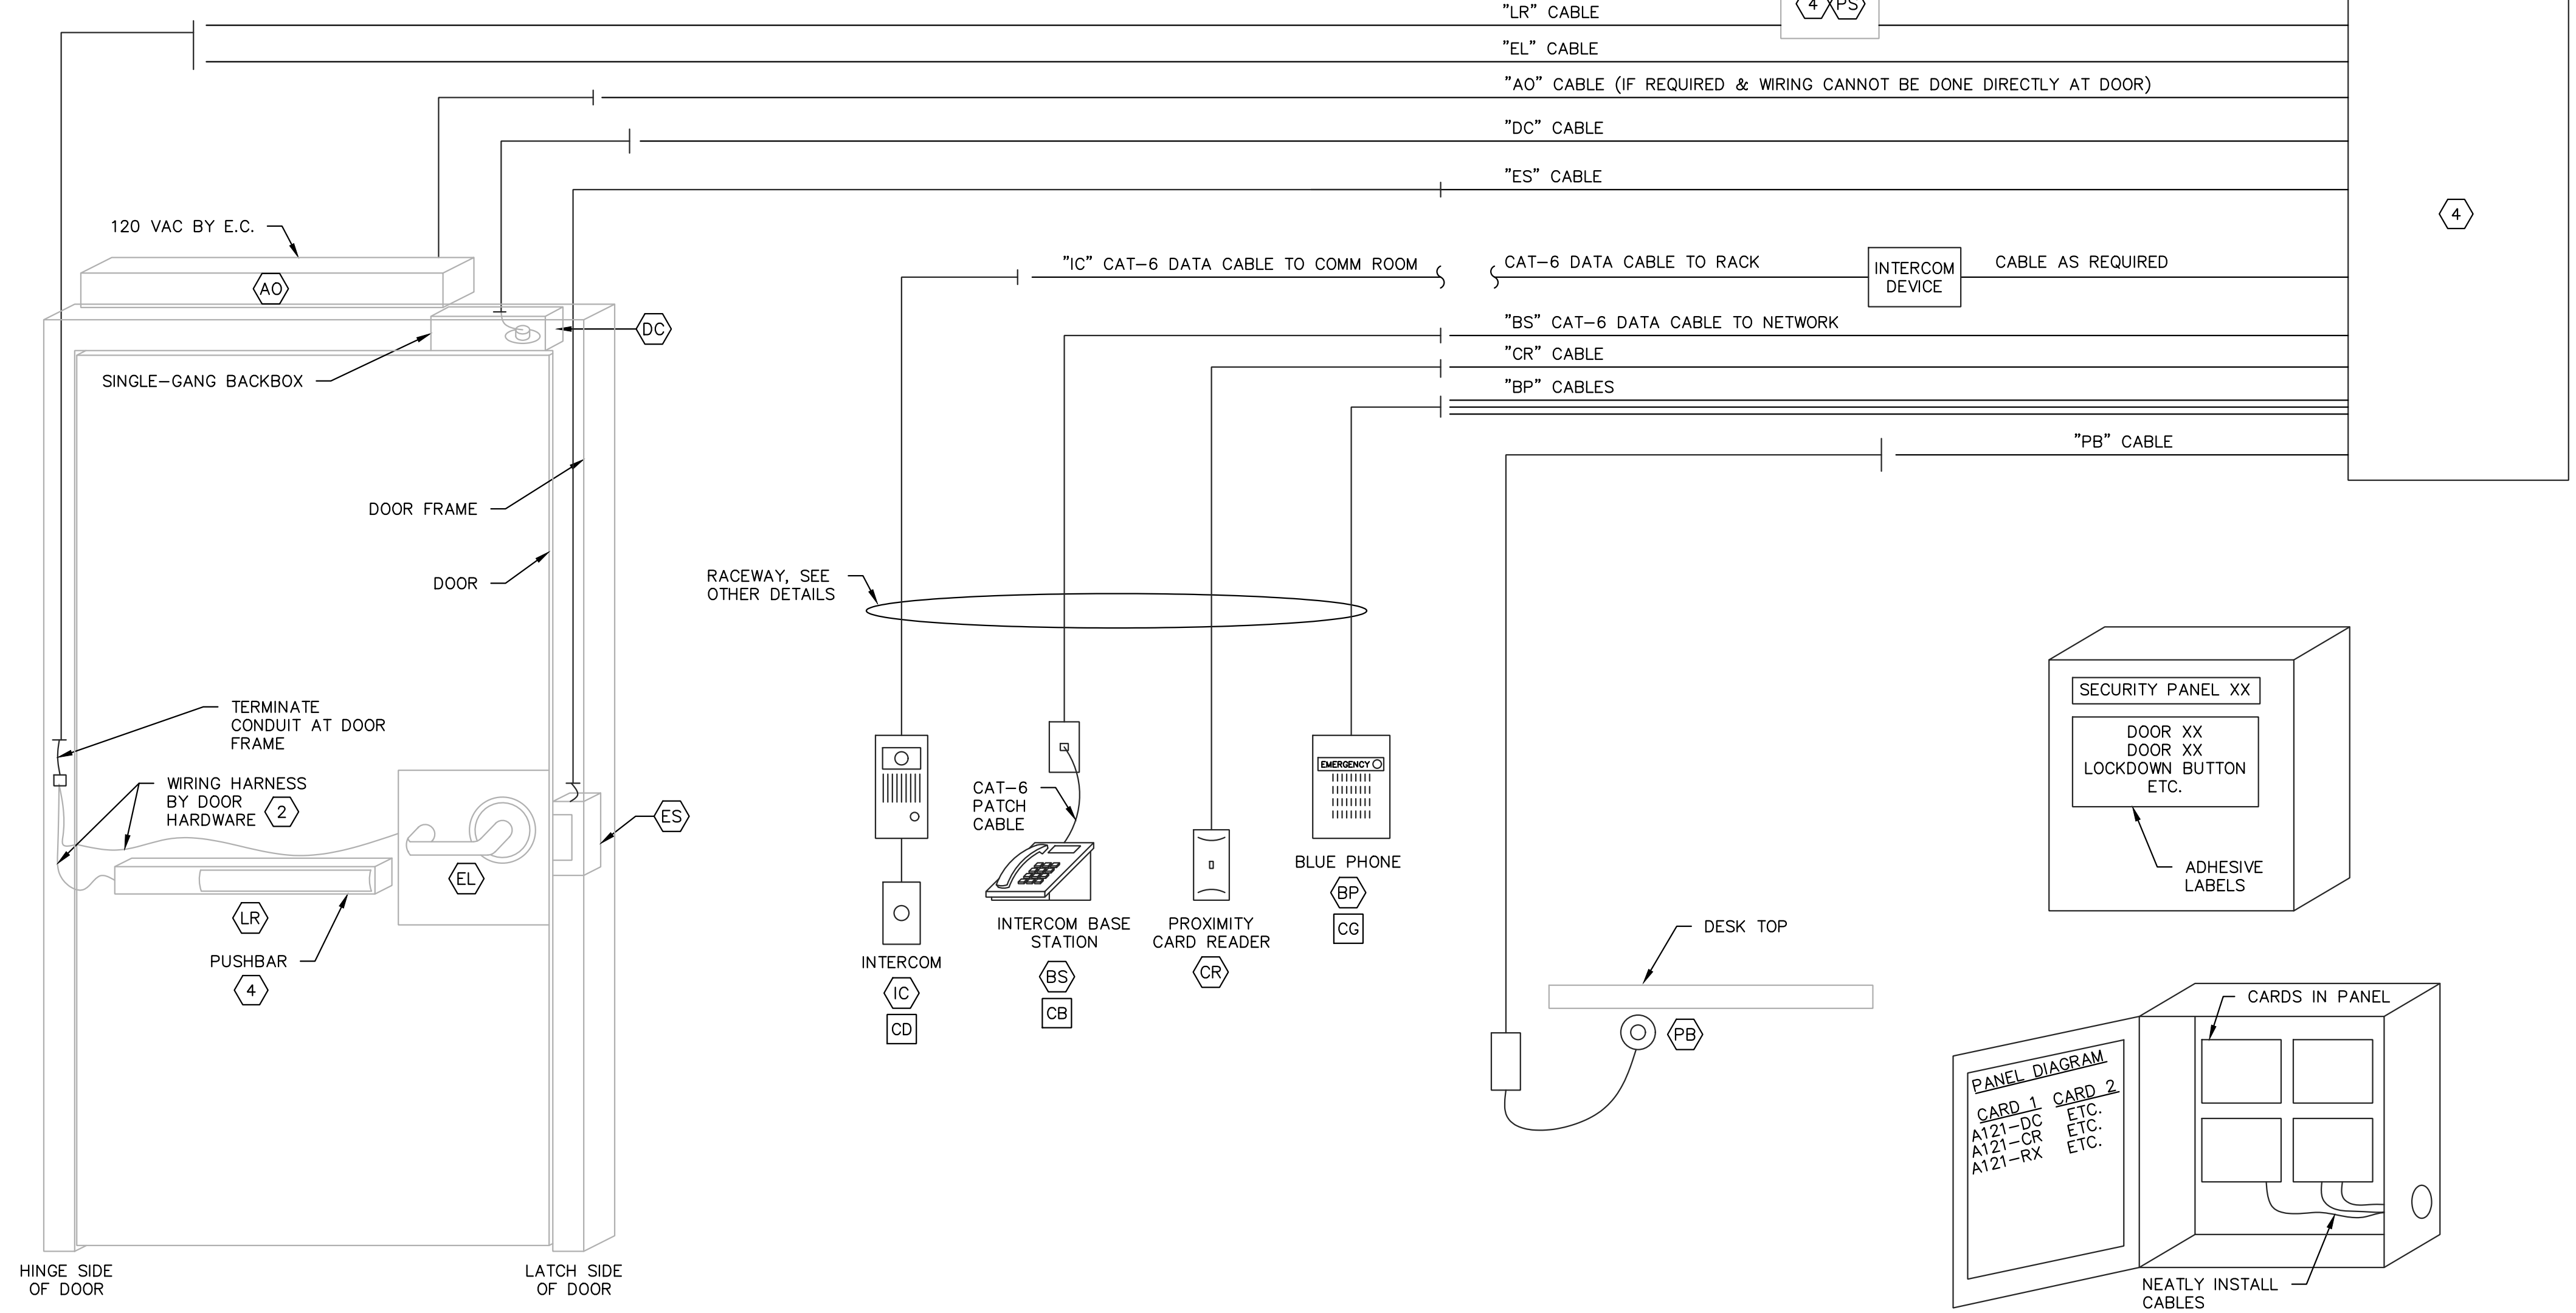 "LR" CABLE
4 PS
"EL" CABLE
"AO" CABLE (IF REQUIRED & WIRING CANNOT BE DONE DIRECTLY AT DOOR)
"DC" CABLE
"ES" CABLE
4
120 VAC BY E.C.
AO
"IC" CAT-6 DATA CABLE TO COMM ROOM
CAT-6 DATA CABLE TO RACK
INTERCOM
DEVICE
CABLE AS REQUIRED
DC
"BS" CAT-6 DATA CABLE TO NETWORK
"CR" CABLE
"BP" CABLES
"PB" CABLE
SINGLE-GANG BACKBOX
DOOR FRAME
DOOR
RACEWAY, SEE
OTHER DETAILS
TERMINATE
CONDUIT AT DOOR
FRAME
WIRING HARNESS
BY DOOR
HARDWARE 2
ES
EL
LR
PUSHBAR
4
HINGE SIDE
OF DOOR
LATCH SIDE
OF DOOR
INTERCOM
IC
CD
CAT-6
PATCH
CABLE
INTERCOM BASE
STATION
BS
CB
PROXIMITY
CARD READER
CR
EMERGENCY
BLUE PHONE
BP
CG
DESK TOP
PB
SECURITY PANEL XX
DOOR XX
DOOR XX
LOCKDOWN BUTTON
ETC.
ADHESIVE
LABELS
CARDS IN PANEL
PANEL DIAGRAM
CARD 1 CARD 2
A121-DC ETC.
A121-CR ETC.
A121-RX ETC.
NEATLY INSTALL
CABLES